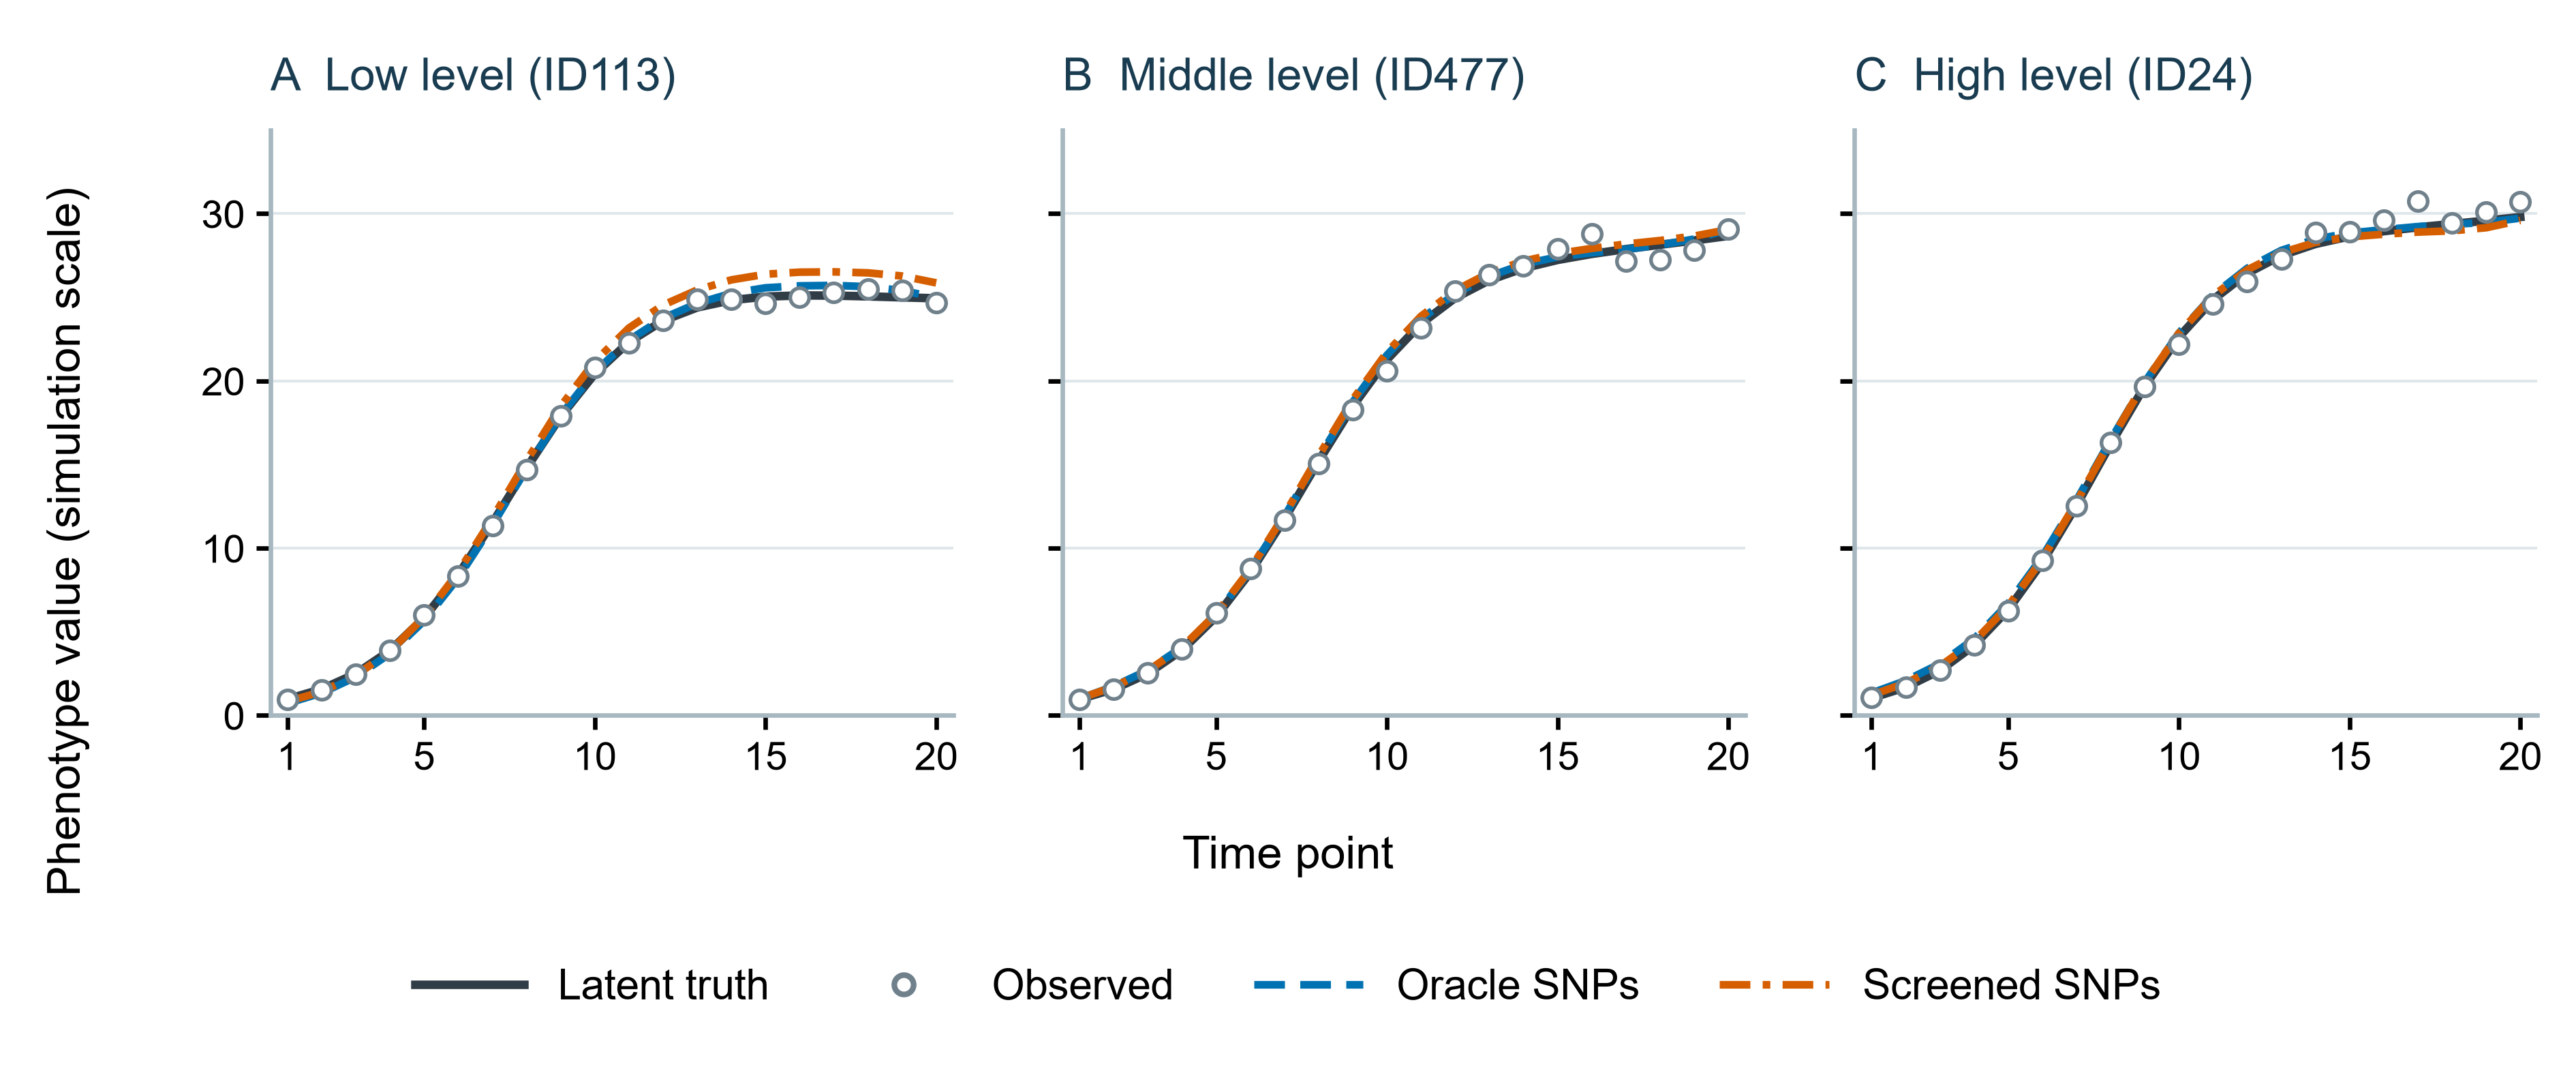 A Low level (ID113)
B Middle level (ID477)
C High level (ID24)
Phenotype value (simulation scale)
30
20
10
0
1 5 10 15 20
1 5 10 15 20
1 5 10 15 20
Time point
Latent truth
Observed
Oracle SNPs
Screened SNPs